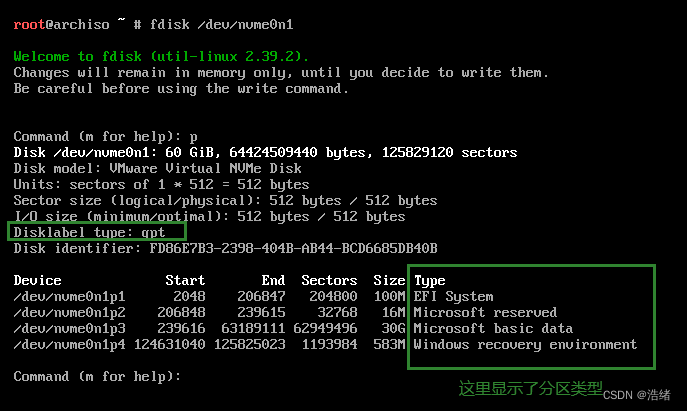 root@archiso ~ # fdisk /dev/nvme0n1
Welcome to fdisk (util-linux 2.39.2).
Changes will remain in memory only, until you decide to write them.
Be careful before using the write command.
Command (m for help): p
Disk /dev/nvme0n1: 60 GiB, 64424509440 bytes, 125829120 sectors
Disk model: VMware Virtual NVMe Disk
Units: sectors of 1 * 512 = 512 bytes
Sector size (logical/physical): 512 bytes / 512 bytes
I/O size (minimum/optimal): 512 bytes / 512 bytes
Disklabel type: gpt
Disk identifier: FD86E7B3-2398-404B-AB44-BCD6685DB40B
Device Start End Sectors Size Type
/dev/nvme0n1p1 2048 206847 204800 100M EFI System
/dev/nvme0n1p2 206848 239615 32768 16M Microsoft reserved
/dev/nvme0n1p3 239616 63189111 62949496 30G Microsoft basic data
/dev/nvme0n1p4 124631040 125825023 1193984 583M Windows recovery environment
Command (m for help):
这里显示了分区类型
CSDN @浩绪